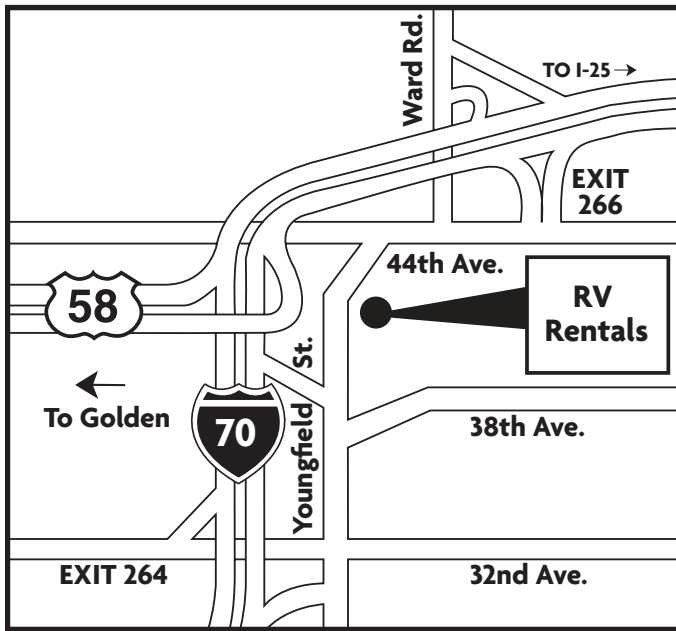 Ward Rd.
TO I-25
EXIT
266
44th Ave.
58
RV
Rentals
St.
Youngfield
To Golden
70
38th Ave.
EXIT 264
32nd Ave.